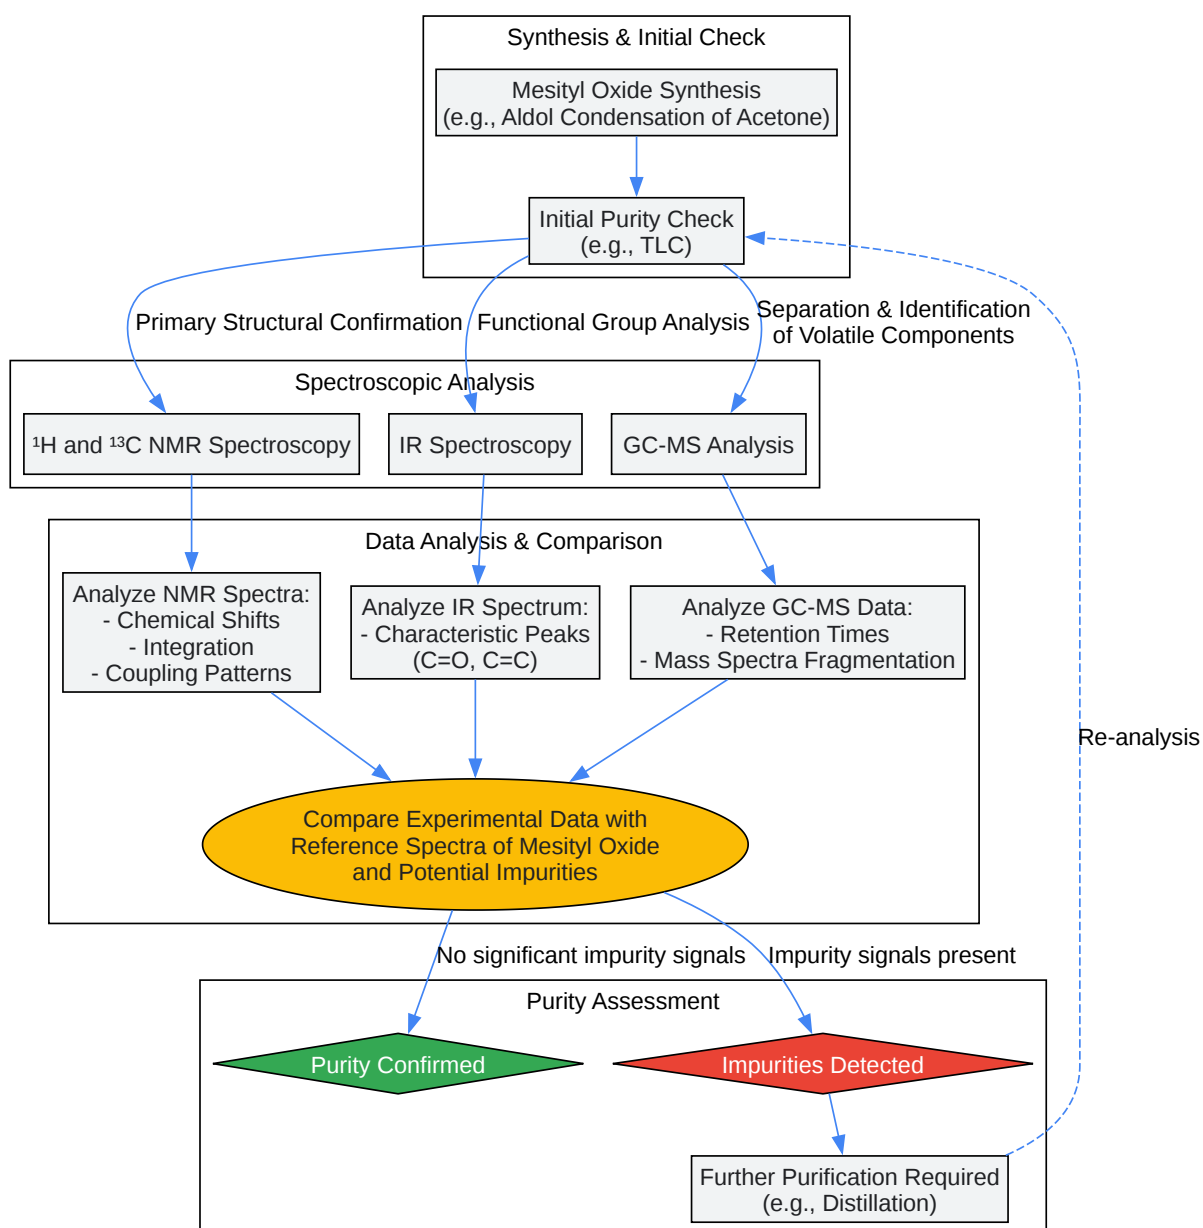 Synthesis & Initial Check
Mesityl Oxide Synthesis
(e.g., Aldol Condensation of Acetone)
Initial Purity Check
(e.g., TLC)
Primary Structural Confirmation
Functional Group Analysis
Separation & Identification
of Volatile Components
Spectroscopic Analysis
¹H and ¹³C NMR Spectroscopy
IR Spectroscopy
GC-MS Analysis
Data Analysis & Comparison
Analyze NMR Spectra:
- Chemical Shifts
- Integration
- Coupling Patterns
Analyze IR Spectrum:
- Characteristic Peaks
(C=O, C=C)
Analyze GC-MS Data:
- Retention Times
- Mass Spectra Fragmentation
Re-analysis
Compare Experimental Data with
Reference Spectra of Mesityl Oxide
and Potential Impurities
No significant impurity signals
Impurity signals present
Purity Assessment
Purity Confirmed
Impurities Detected
Further Purification Required
(e.g., Distillation)